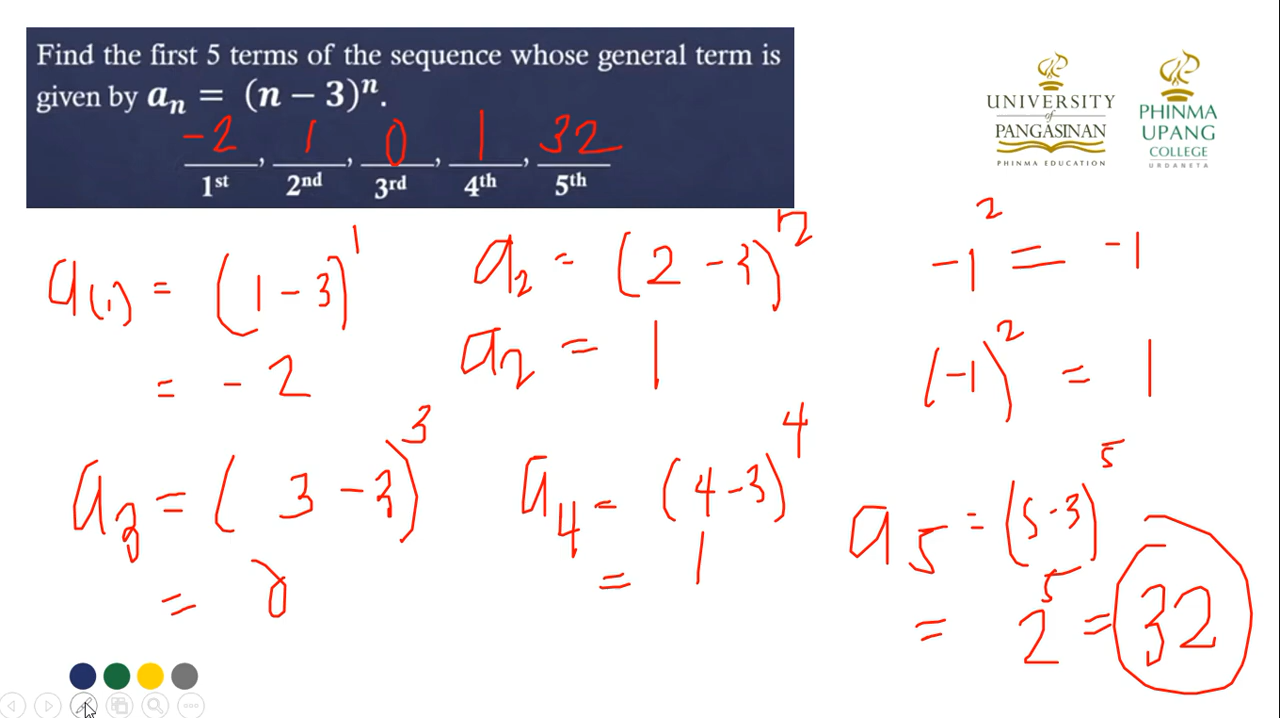 Find the first 5 terms of the sequence whose general term is
given by aₙ = (n − 3)ⁿ.
-2, 1, 0, 1, 32
1st 2nd 3rd 4th 5th
UNIVERSITY
of
PANGASINAN
PHINMA EDUCATION
PHINMA
UPANG
COLLEGE
URDANETA
a(1) = (1 - 3)¹
= - 2
a₂ = (2 - 3)²
a₂ = 1
-1² = -1
(-1)² = 1
a₃ = (3 - 3)³
= 0
a₄ = (4-3)⁴
= 1
a₅ = (5-3)⁵
= 2⁵ = 32